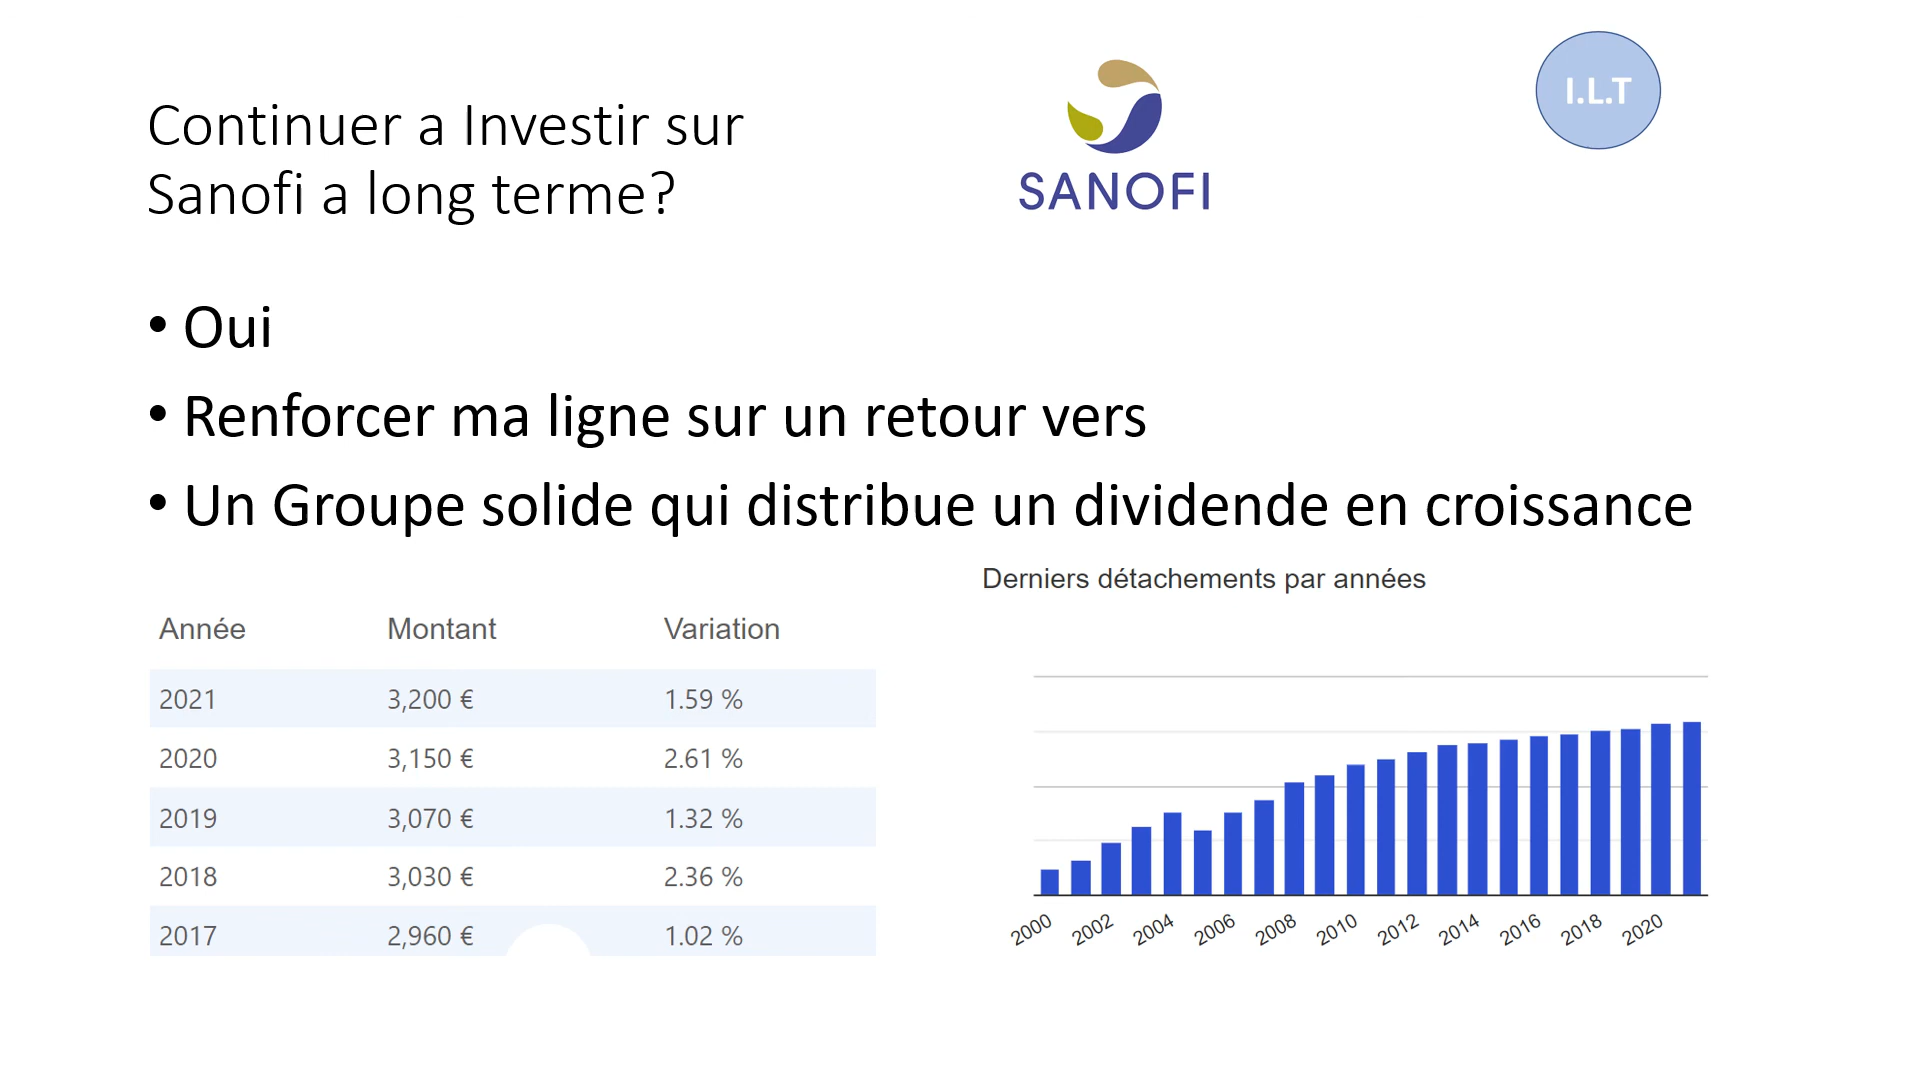 I.L.T
Continuer a Investir sur
Sanofi a long terme?
SANOFI
• Oui
• Renforcer ma ligne sur un retour vers
• Un Groupe solide qui distribue un dividende en croissance
Derniers détachements par années
Année Montant Variation
2021 3,200 € 1.59 %
2020 3,150 € 2.61 %
2019 3,070 € 1.32 %
2018 3,030 € 2.36 %
2017 2,960 € 1.02 %
2000 2002 2004 2006 2008 2010 2012 2014 2016 2018 2020